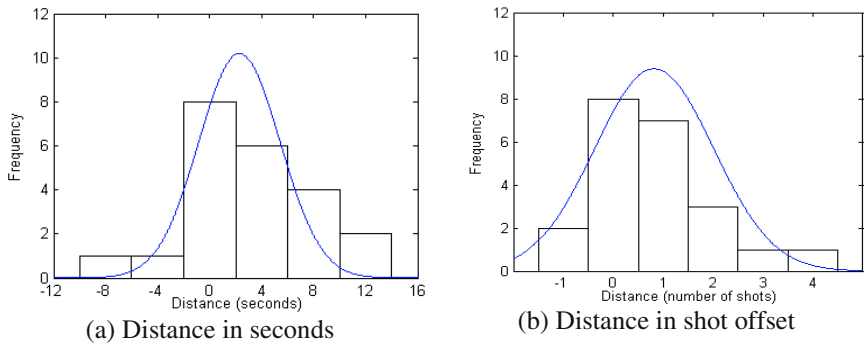 12
10
8
6
4
2
0
Frequency
-12 -8 -4 0 4 8 12 16
Distance (seconds)
(a) Distance in seconds
12
10
8
6
4
2
0
Frequency
-1 0 1 2 3 4
Distance (number of shots)
(b) Distance in shot offset